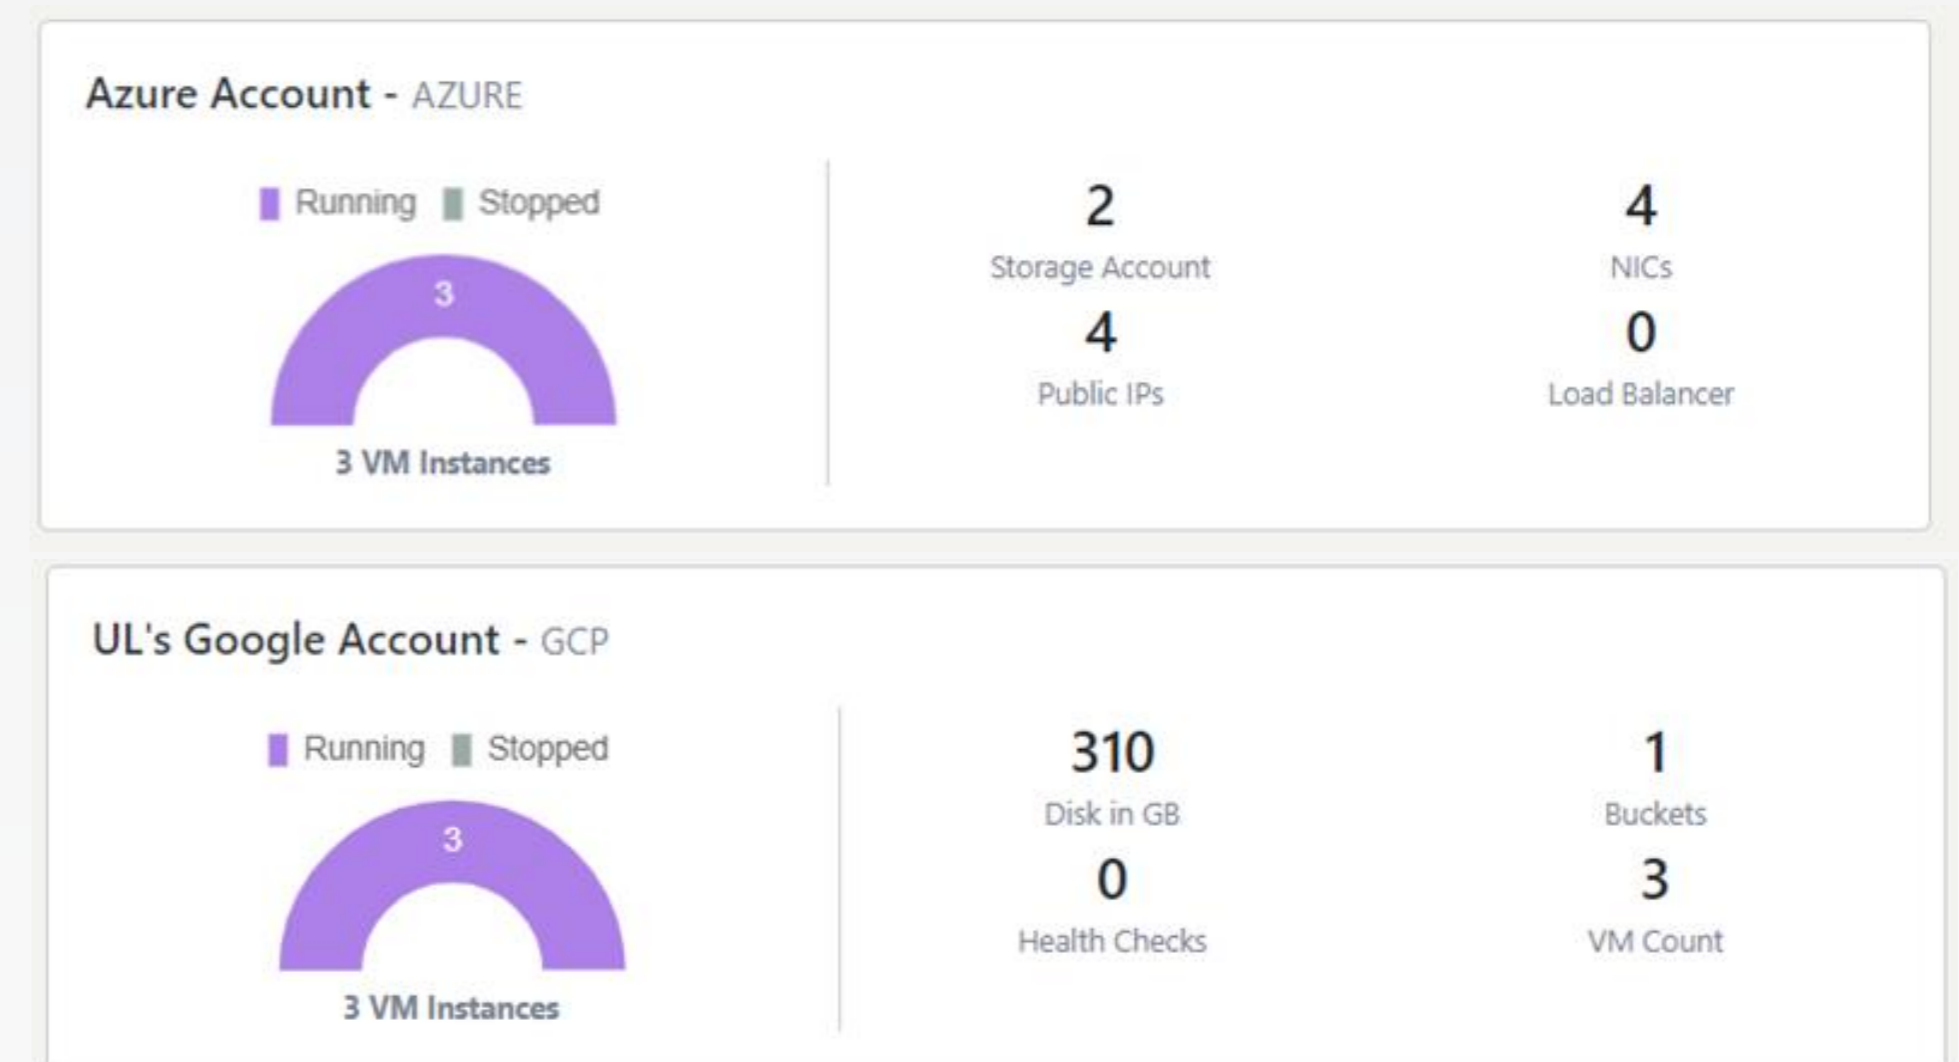 Azure Account - AZURE
Running Stopped
3
3 VM Instances
2
Storage Account
4
NICs
4
Public IPs
0
Load Balancer
UL's Google Account - GCP
Running Stopped
3
3 VM Instances
310
Disk in GB
1
Buckets
0
Health Checks
3
VM Count